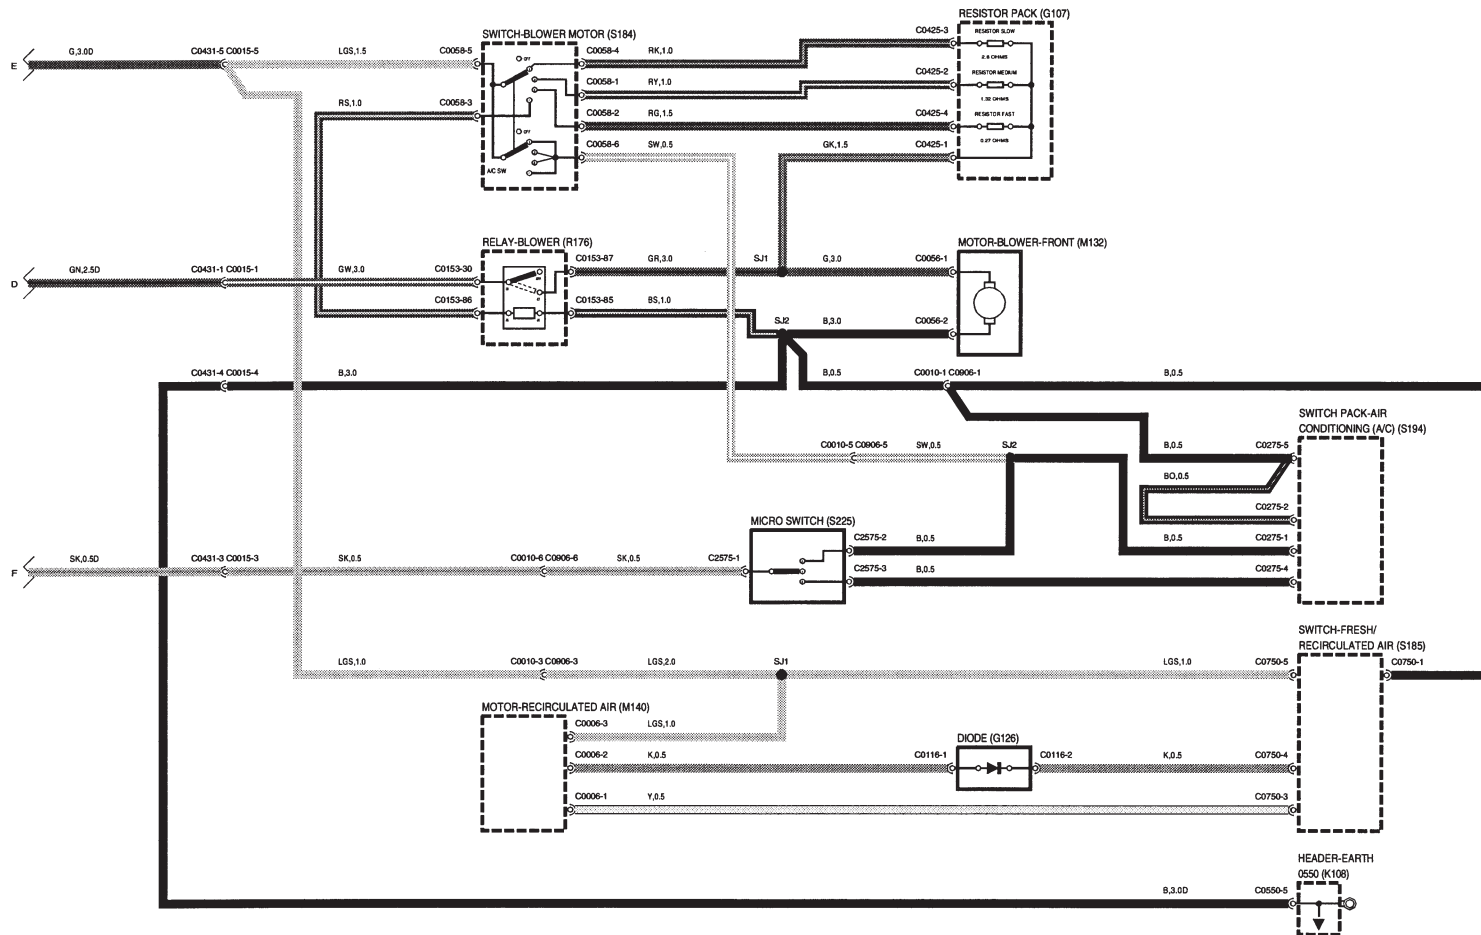 RESISTOR PACK (G107)
SWITCH-BLOWER MOTOR (S184)
C0425-3
RESISTOR SLOW
G,3.0D
C0431-5 C0015-5
LGS,1.5
C0058-5
C0058-4
RK,1.0
OFF
2.8 OHMS
E
C0425-2
RESISTOR MEDIUM
C0058-1
RY,1.0
1.32 OHMS
RS,1.0
C0058-3
C0058-2
RG,1.5
C0425-4
RESISTOR FAST
OFF
0.27 OHMS
C0058-6
SW,0.5
GK,1.5
C0425-1
A/C SW
RELAY-BLOWER (R176)
MOTOR-BLOWER-FRONT (M132)
GN,2.5D
C0431-1 C0015-1
GW,3.0
C0153-30
C0153-87
GR,3.0
SJ1
G,3.0
C0056-1
D
C0153-86
C0153-85
BS,1.0
SJ2
B,3.0
C0056-2
C0431-4 C0015-4
B,3.0
B,0.5
C0010-1 C0906-1
B,0.5
SWITCH PACK-AIR
CONDITIONING (A/C) (S194)
C0010-5 C0906-5
SW,0.5
SJ2
B,0.5
C0275-5
BO,0.5
C0275-2
MICRO SWITCH (S225)
C2575-2
B,0.5
B,0.5
C0275-1
SK,0.5D
C0431-3 C0015-3
SK,0.5
C0010-6 C0906-6
SK,0.5
C2575-1
F
C2575-3
B,0.5
C0275-4
SWITCH-FRESH/
RECIRCULATED AIR (S185)
LGS,1.0
C0010-3 C0906-3
LGS,2.0
SJ1
LGS,1.0
C0750-5
C0750-1
MOTOR-RECIRCULATED AIR (M140)
C0006-3
LGS,1.0
DIODE (G126)
C0006-2
K,0.5
C0116-1
C0116-2
K,0.5
C0750-4
C0006-1
Y,0.5
C0750-3
HEADER-EARTH
0550 (K108)
B,3.0D
C0550-5